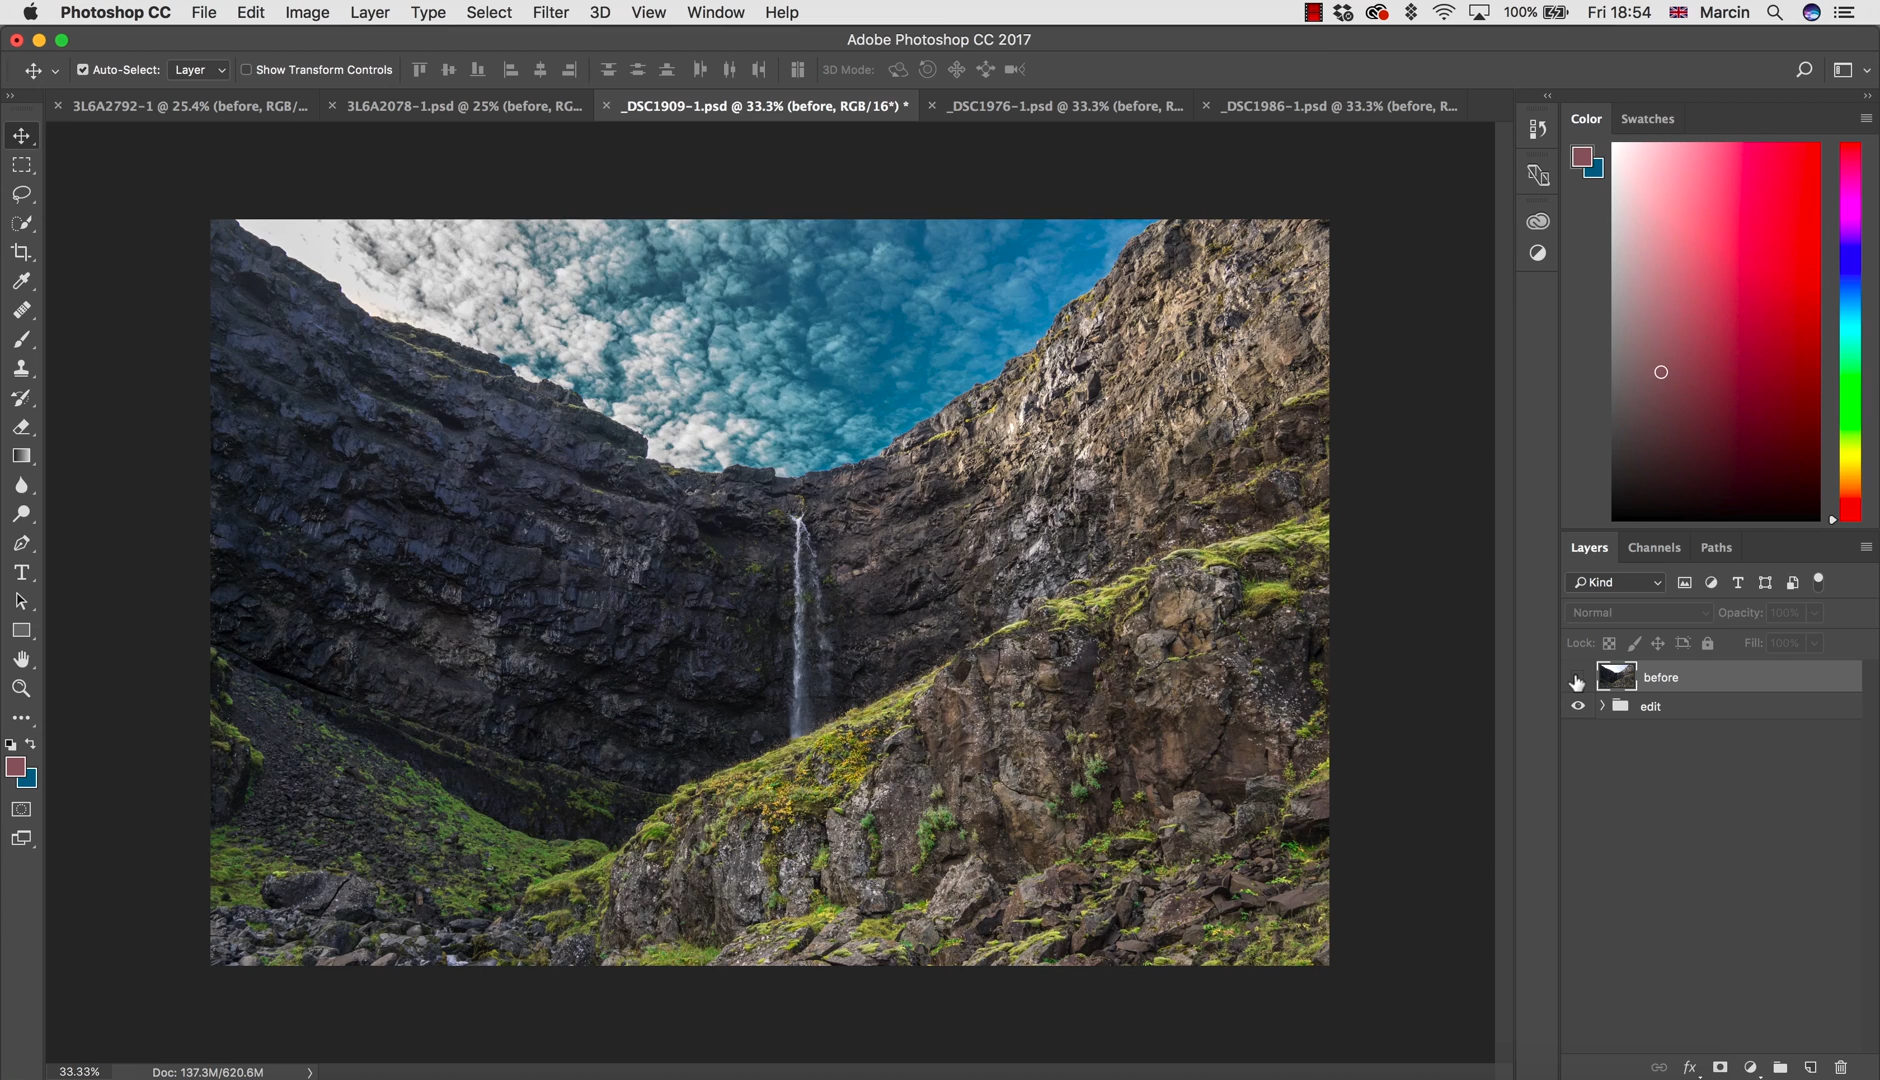 Photoshop CC File Edit Image Layer Type Select Filter 3D View Window Help 100% Fri 18:54 Marcin
Adobe Photoshop CC 2017
Auto-Select: Layer Show Transform Controls 3D Mode:
3L6A2792-1 @ 25.4% (before, RGB/... 3L6A2078-1.psd @ 25% (before, RG... _DSC1909-1.psd @ 33.3% (before, RGB/16*) * _DSC1976-1.psd @ 33.3% (before, R... _DSC1986-1.psd @ 33.3% (before, R...
Color Swatches
Layers Channels Paths
Kind
Normal Opacity: 100%
Lock: Fill: 100%
before
edit
33.33% Doc: 137.3M/620.6M